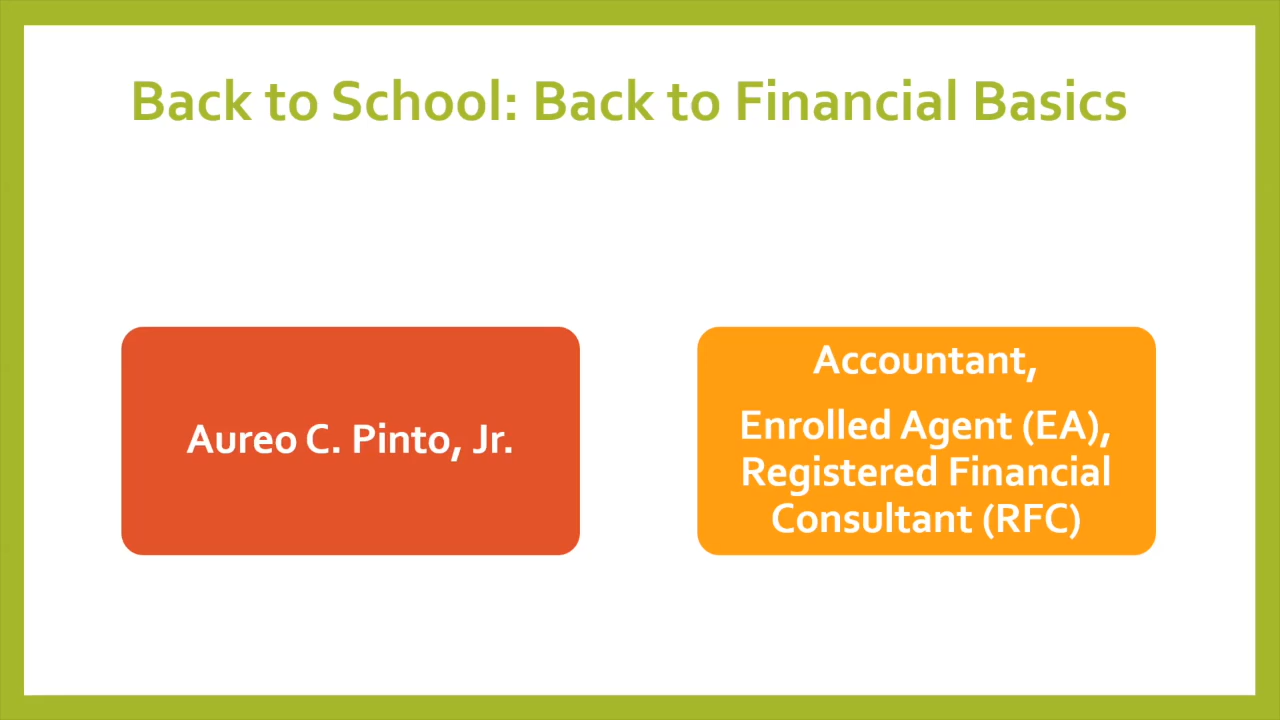 Back to School: Back to Financial Basics
Aureo C. Pinto, Jr.
Accountant,
Enrolled Agent (EA),
Registered Financial
Consultant (RFC)